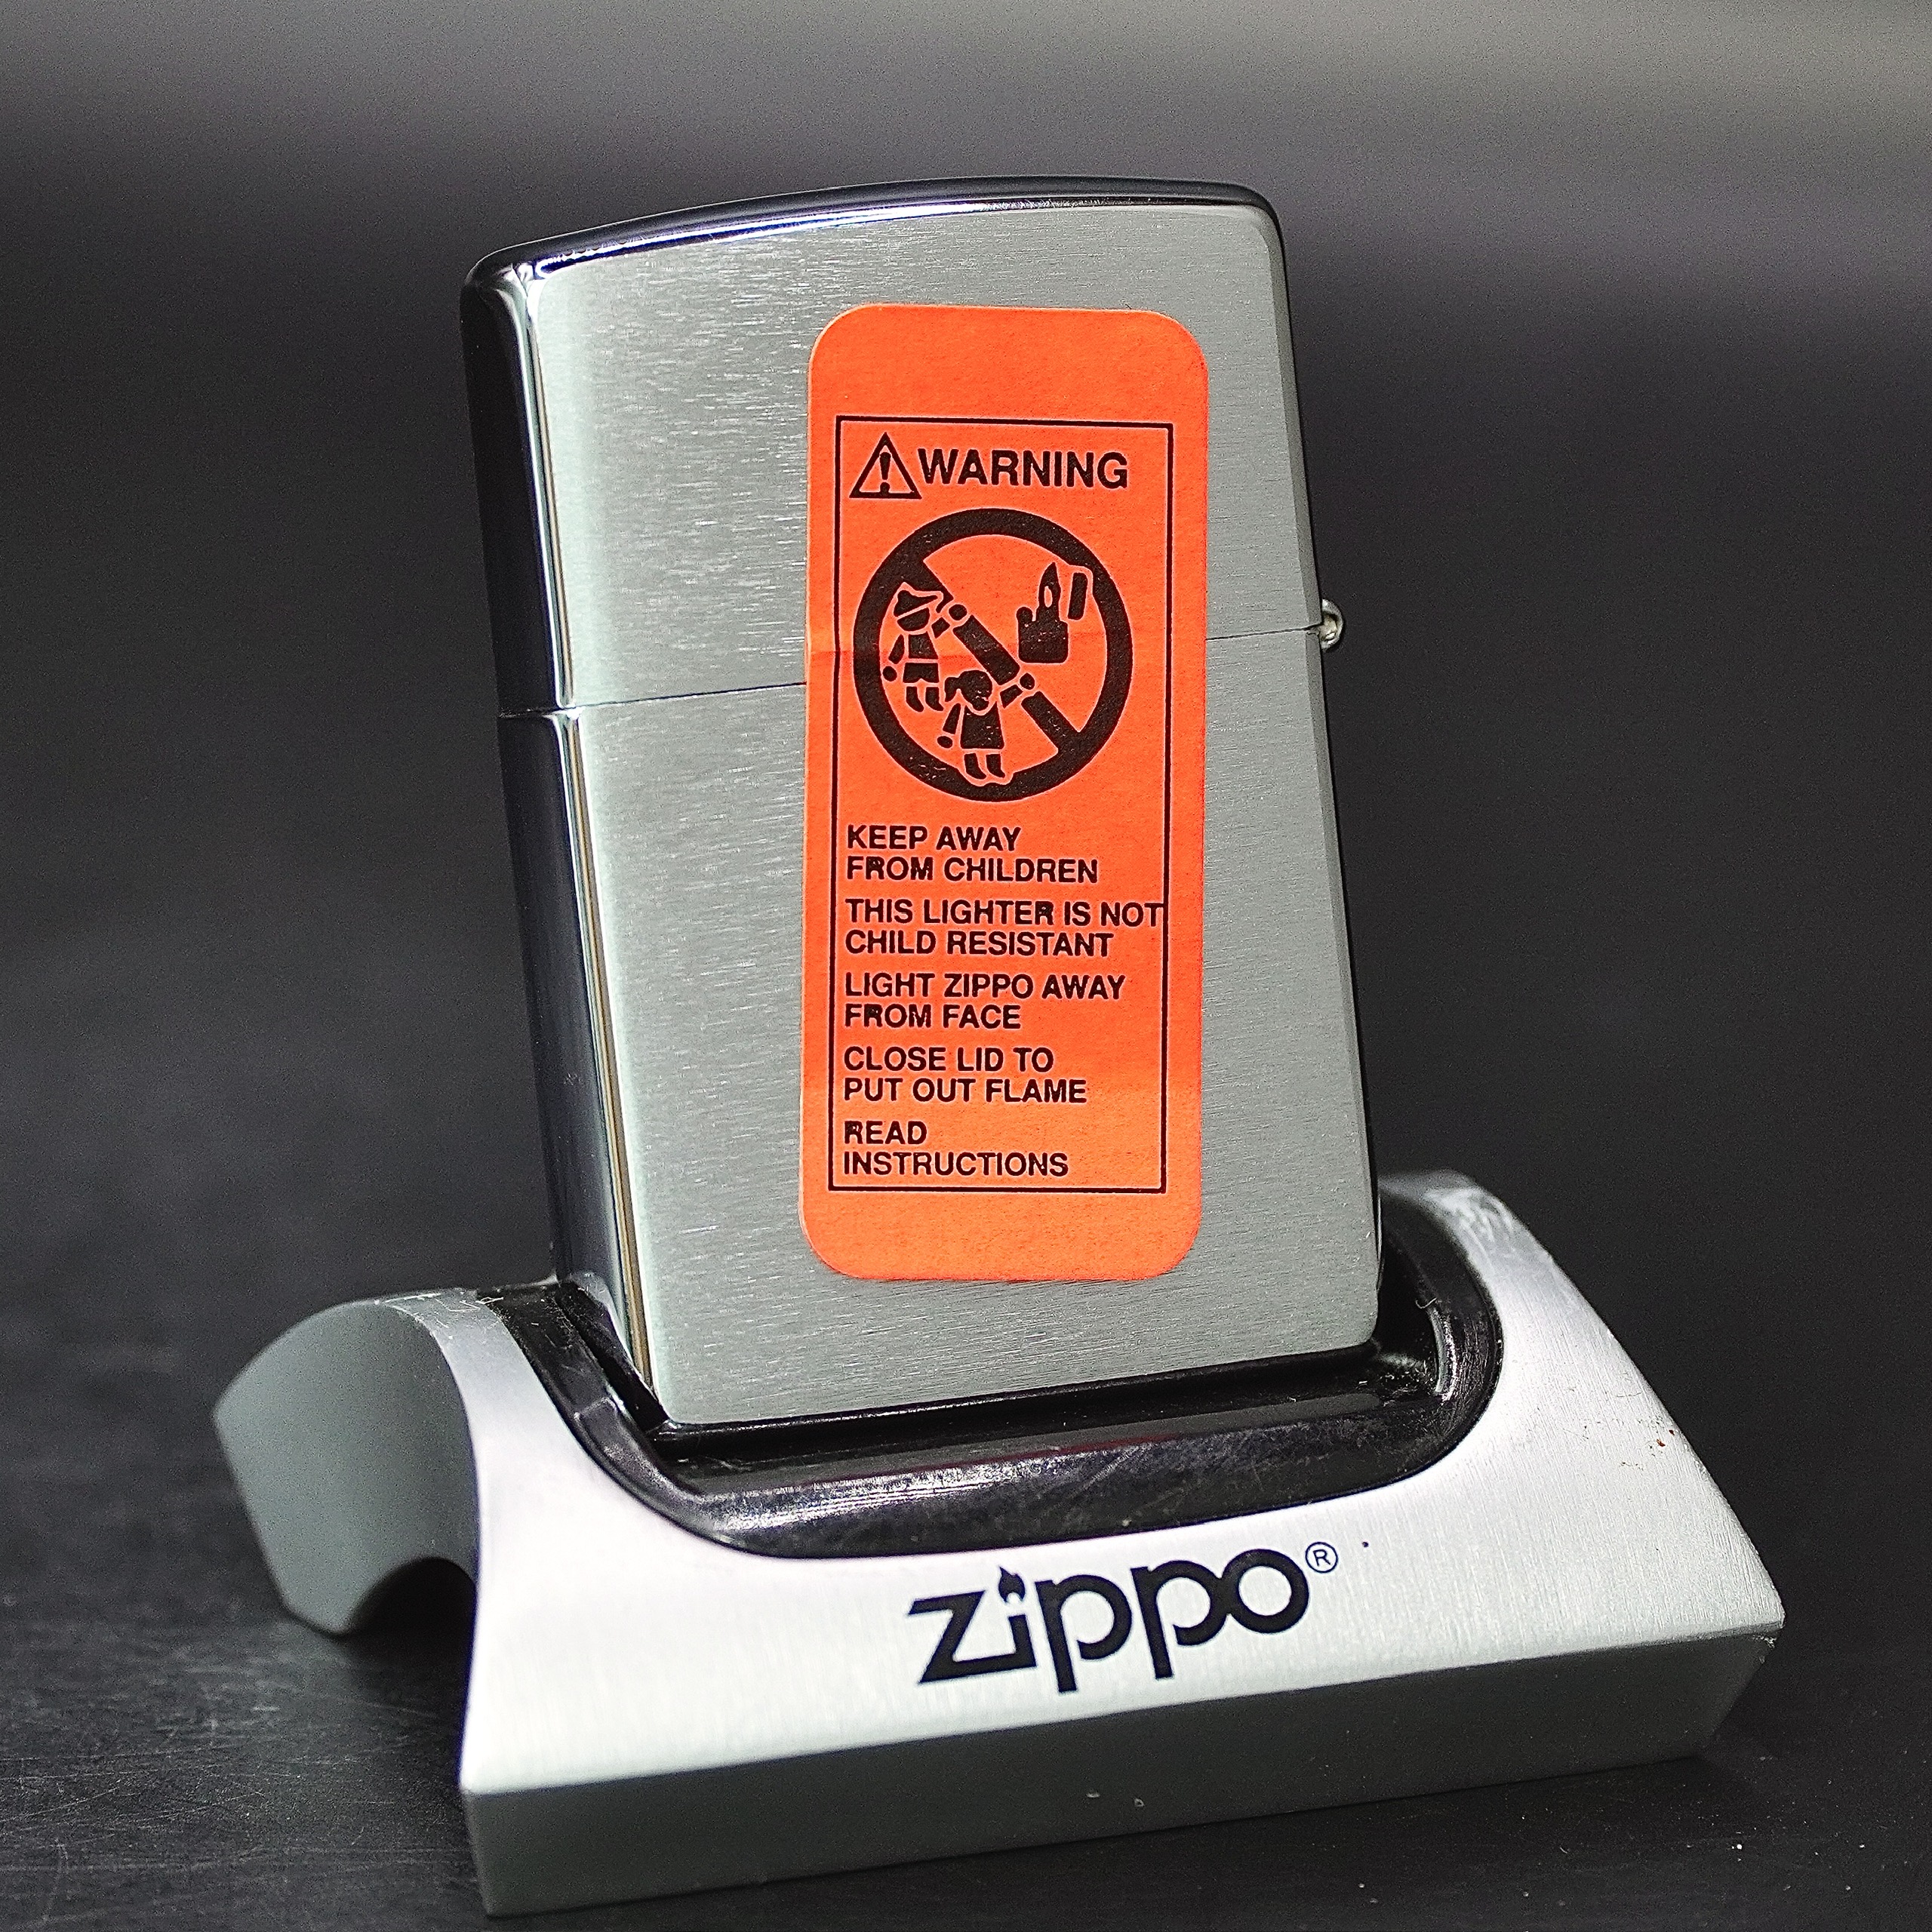 WARNING
KEEP AWAY
FROM CHILDREN
THIS LIGHTER IS NOT
CHILD RESISTANT
LIGHT ZIPPO AWAY
FROM FACE
CLOSE LID TO
PUT OUT FLAME
READ
INSTRUCTIONS
zippo®